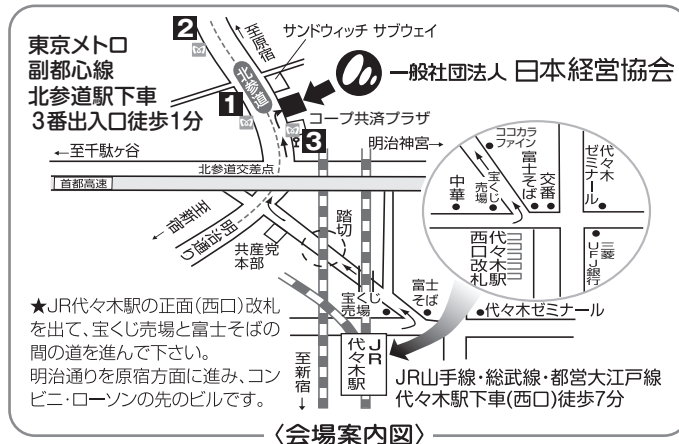 東京メトロ
副都心線
北参道駅下車
3番出入口徒歩1分
2
至原宿
サンドウィッチ サブウェイ
北参道
一般社団法人 日本経営協会
1
コープ共済プラザ
3
←至千駄ヶ谷
明治神宮→
北参道交差点
首都高速
至新宿
明治通り
共産党
本部
踏切
宝くじ
売場
富士
そば
代々木ゼミナール
ココカラ
ファイン
中華
宝くじ
売場
富士そば
交番
代々木
ゼミナール
代々木駅
西口改札
三菱
UFJ銀行
★JR代々木駅の正面(西口)改札
を出て、宝くじ売場と富士そばの
間の道を進んで下さい。
明治通りを原宿方面に進み、コン
ビニ・ローソンの先のビルです。
至新宿
↓
JR
代々木駅
JR山手線・総武線・都営大江戸線
代々木駅下車(西口)徒歩7分
〈会場案内図〉